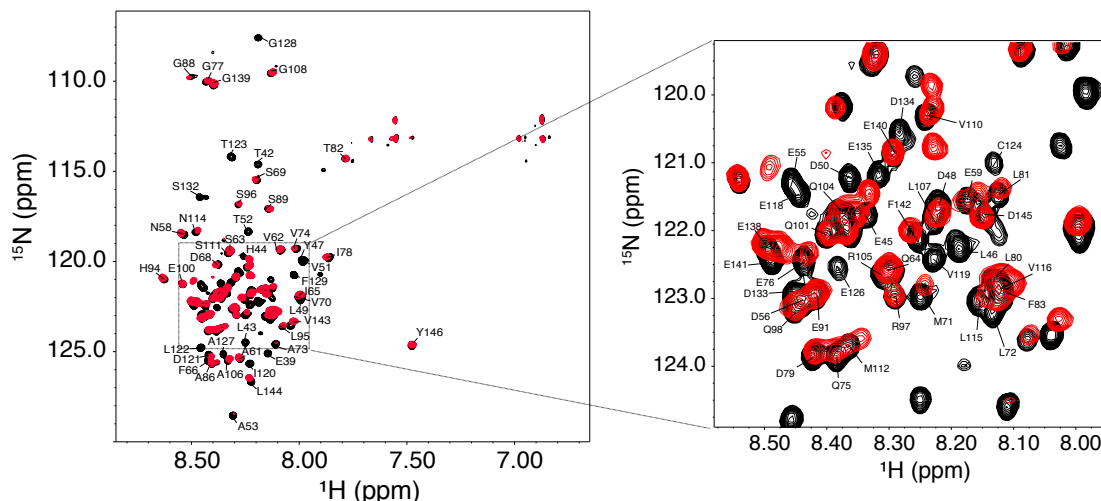 G128
G88
G77
G139
G108
110.0
T123
T42
T82
S69
115.0
S132
S96
S89
N114
T52
V74
N58
S111
S63
H44
V62
Y47
I78
120.0
D68
V51
H94
E100
F129
I65
V70
L49
V143
L43
L95
L122
A127
A61
A73
Y146
125.0
D121
E39
F66
A86
A106
I120
L144
A53
8.50
8.00
7.50
7.00
¹H (ppm)
¹⁵N (ppm)
120.0
D134
E140
V110
121.0
E55
E135
C124
D50
Q104
L107
D48
E59
L81
E118
122.0
Q101
F142
D145
E138
E45
L46
L80
E141
R105
Q64
V119
V116
E76
E126
123.0
D133
D56
F83
Q98
E91
R97
M71
L115
L72
124.0
D79
Q75
M112
8.50
8.40
8.30
8.20
8.10
8.00
¹H (ppm)
¹⁵N (ppm)